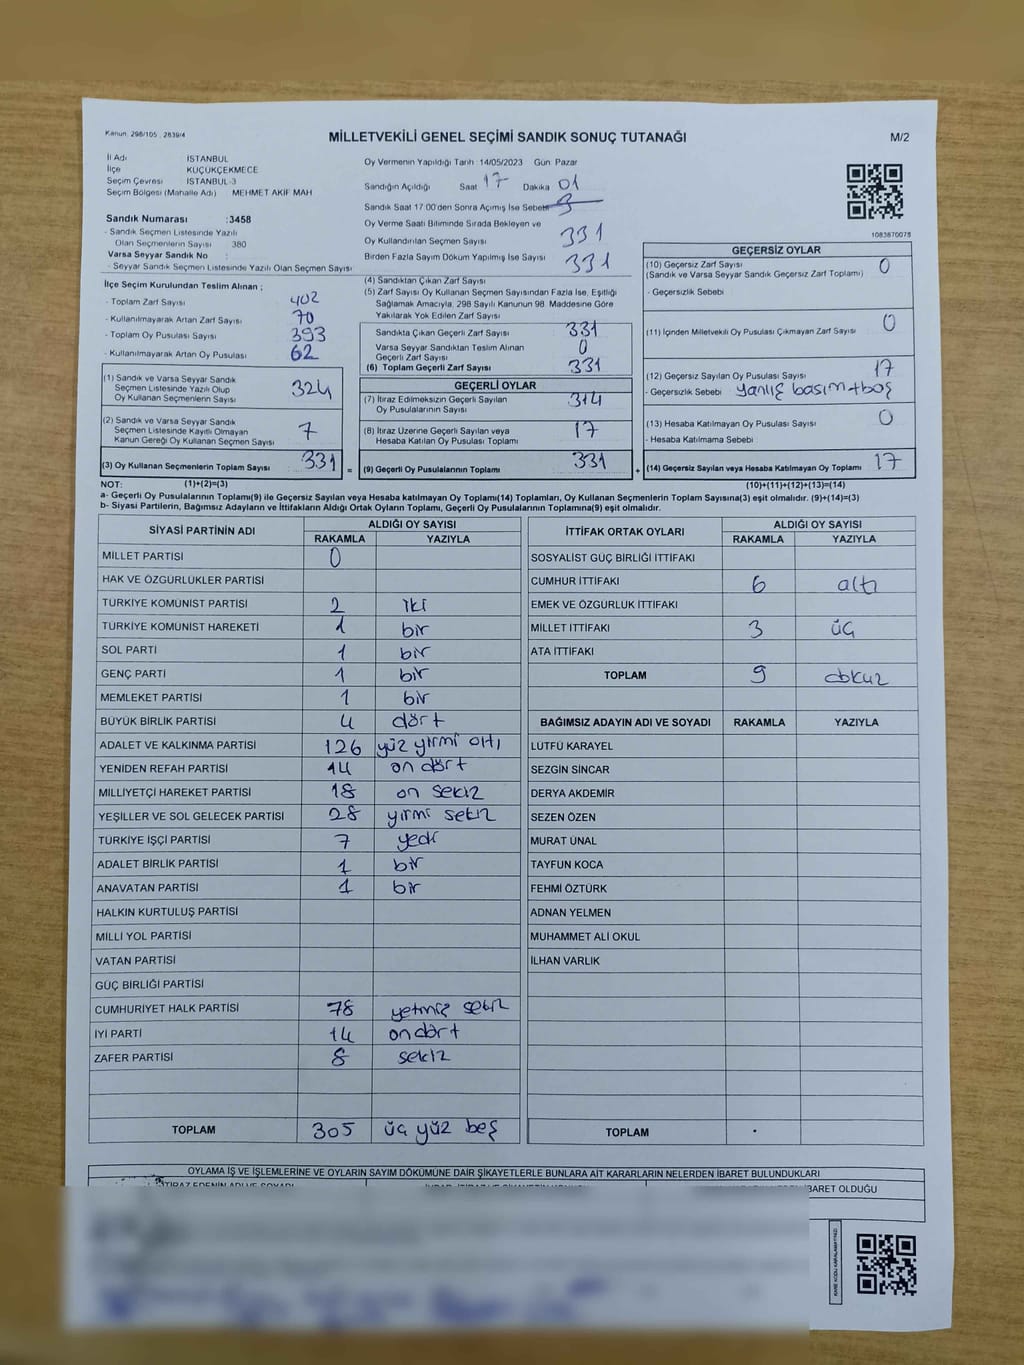 Kanun: 298/105 , 2839/4
MİLLETVEKİLİ GENEL SEÇİMİ SANDIK SONUÇ TUTANAĞI
M/2
İl Adı İSTANBUL
İlçe KÜÇÜKÇEKMECE
Seçim Çevresi İSTANBUL-3
Seçim Bölgesi (Mahalle Adı) MEHMET AKİF MAH
Sandık Numarası :3458
- Sandık Seçmen Listesinde Yazılı
Olan Seçmenlerin Sayısı : 380
Varsa Seyyar Sandık No :
- Seyyar Sandık Seçmen Listesinde Yazılı Olan Seçmen Sayısı
Oy Vermenin Yapıldığı Tarih : 14/05/2023 Gün: Pazar
Sandığın Açıldığı Saat 17 Dakika 01
Sandık Saat 17:00'den Sonra Açımış İse Sebebi
Oy Verme Saati Bitiminde Sırada Bekleyen ve
Oy Kullandırılan Seçmen Sayısı 331
Birden Fazla Sayım Döküm Yapılmış İse Sayısı 331
1083870075
İlçe Seçim Kurulundan Teslim Alınan ;
- Toplam Zarf Sayısı 402
- Kullanılmayarak Artan Zarf Sayısı 70
- Toplam Oy Pusulası Sayısı 393
- Kullanılmayarak Artan Oy Pusulası 62
(1) Sandık ve Varsa Seyyar Sandık
Seçmen Listesinde Yazılı Olup
Oy Kullanan Seçmenlerin Sayısı 324
(2) Sandık ve Varsa Seyyar Sandık
Seçmen Listesinde Kayıtlı Olmayan
Kanun Gereği Oy Kullanan Seçmen Sayısı 7
(3) Oy Kullanan Seçmenlerin Toplam Sayısı 331 =
(4) Sandıktan Çıkan Zarf Sayısı
(5) Zarf Sayısı Oy Kullanan Seçmen Sayısından Fazla İse, Eşitliği
Sağlamak Amacıyla, 298 Sayılı Kanunun 98. Maddesine Göre
Yakılarak Yok Edilen Zarf Sayısı
Sandıkta Çıkan Geçerli Zarf Sayısı 331
Varsa Seyyar Sandıktan Teslim Alınan
Geçerli Zarf Sayısı 0
(6) Toplam Geçerli Zarf Sayısı 331
GEÇERLİ OYLAR
(7) İtiraz Edilmeksizin Geçerli Sayılan
Oy Pusulalarının Sayısı 314
(8) İtiraz Üzerine Geçerli Sayılan veya
Hesaba Katılan Oy Pusulası Toplamı 17
(9) Geçerli Oy Pusulalarının Toplamı 331 +
GEÇERSİZ OYLAR
(10) Geçersiz Zarf Sayısı 0
(Sandık ve Varsa Seyyar Sandık Geçersiz Zarf Toplamı)
- Geçersizlik Sebebi
(11) İçinden Milletvekili Oy Pusulası Çıkmayan Zarf Sayısı 0
(12) Geçersiz Sayılan Oy Pusulası Sayısı 17
- Geçersizlik Sebebi yanlış basım+boş
(13) Hesaba Katılmayan Oy Pusulası Sayısı 0
- Hesaba Katılmama Sebebi
(14) Geçersiz Sayılan veya Hesaba Katılmayan Oy Toplamı 17
NOT: (1)+(2)=(3) (10)+(11)+(12)+(13)=(14)
a- Geçerli Oy Pusulalarının Toplamı(9) ile Geçersiz Sayılan veya Hesaba katılmayan Oy Toplamı(14) Toplamları, Oy Kullanan Seçmenlerin Toplam Sayısına(3) eşit olmalıdır. (9)+(14)=(3)
b- Siyasi Partilerin, Bağımsız Adayların ve İttifakların Aldığı Ortak Oyların Toplamı, Geçerli Oy Pusulalarının Toplamına(9) eşit olmalıdır.
SİYASİ PARTİNİN ADI ALDIĞI OY SAYISI
RAKAMLA YAZIYLA
MİLLET PARTİSİ 0
HAK VE ÖZGÜRLÜKLER PARTİSİ
TÜRKİYE KOMÜNİST PARTİSİ 2 iki
TÜRKİYE KOMÜNİST HAREKETİ 1 bir
SOL PARTİ 1 bir
GENÇ PARTİ 1 bir
MEMLEKET PARTİSİ 1 bir
BÜYÜK BİRLİK PARTİSİ 4 dört
ADALET VE KALKINMA PARTİSİ 126 yüz yirmi altı
YENİDEN REFAH PARTİSİ 14 on dört
MİLLİYETÇİ HAREKET PARTİSİ 18 on sekiz
YEŞİLLER VE SOL GELECEK PARTİSİ 28 yirmi sekiz
TÜRKİYE İŞÇİ PARTİSİ 7 yedi
ADALET BİRLİK PARTİSİ 1 bir
ANAVATAN PARTİSİ 1 bir
HALKIN KURTULUŞ PARTİSİ
MİLLİ YOL PARTİSİ
VATAN PARTİSİ
GÜÇ BİRLİĞİ PARTİSİ
CUMHURİYET HALK PARTİSİ 78 yetmiş sekiz
İYİ PARTİ 14 on dört
ZAFER PARTİSİ 8 sekiz
TOPLAM 305 üç yüz beş
İTTİFAK ORTAK OYLARI ALDIĞI OY SAYISI
RAKAMLA YAZIYLA
SOSYALİST GÜÇ BİRLİĞİ İTTİFAKI
CUMHUR İTTİFAKI 6 altı
EMEK VE ÖZGÜRLÜK İTTİFAKI
MİLLET İTTİFAKI 3 üç
ATA İTTİFAKI
TOPLAM 9 dokuz
BAĞIMSIZ ADAYIN ADI VE SOYADI RAKAMLA YAZIYLA
LÜTFÜ KARAYEL
SEZGİN SİNCAR
DERYA AKDEMİR
SEZEN ÖZEN
MURAT ÜNAL
TAYFUN KOCA
FEHMİ ÖZTÜRK
ADNAN YELMEN
MUHAMMET ALİ OKUL
İLHAN VARLIK
TOPLAM
OYLAMA İŞ VE İŞLEMLERİNE VE OYLARIN SAYIM DÖKÜMÜNE DAİR ŞİKAYETLERLE BUNLARA AİT KARARLARIN NELERDEN İBARET BULUNDUKLARI
İTİRAZ EDENİN ADI VE SOYADI
İBARET OLDUĞU
KARE KODU KARALAMAYINIZ!